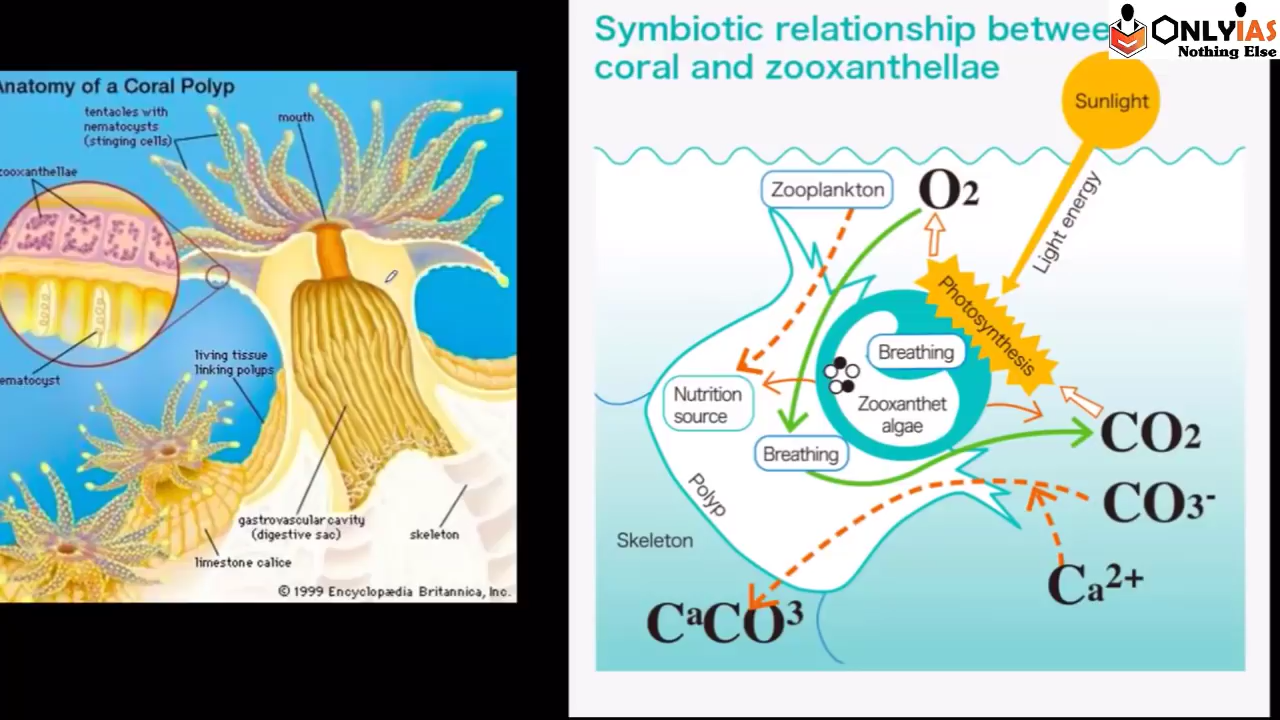 Anatomy of a Coral Polyp
tentacles with
nematocysts
(stinging cells)
mouth
zooxanthellae
ematocyst
living tissue
linking polyps
gastrovascular cavity
(digestive sac)
skeleton
limestone calice
© 1999 Encyclopædia Britannica, Inc.
Symbiotic relationship betwee
coral and zooxanthellae
ONLYIAS
Nothing Else
Sunlight
Light energy
Zooplankton
O2
Photosynthesis
Breathing
Zooxanthet
algae
Nutrition
source
Breathing
CO2
CO3-
Polyp
Skeleton
Ca2+
CaCO3